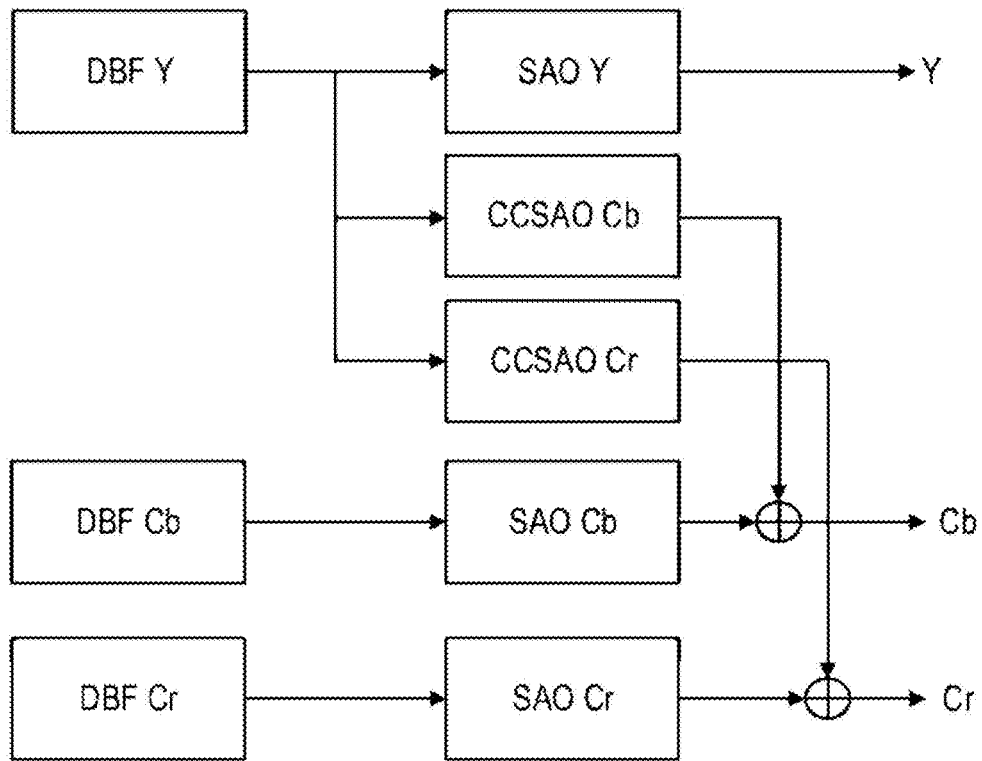 DBF Y
SAO Y
Y
CCSAO Cb
CCSAO Cr
DBF Cb
SAO Cb
Cb
DBF Cr
SAO Cr
Cr